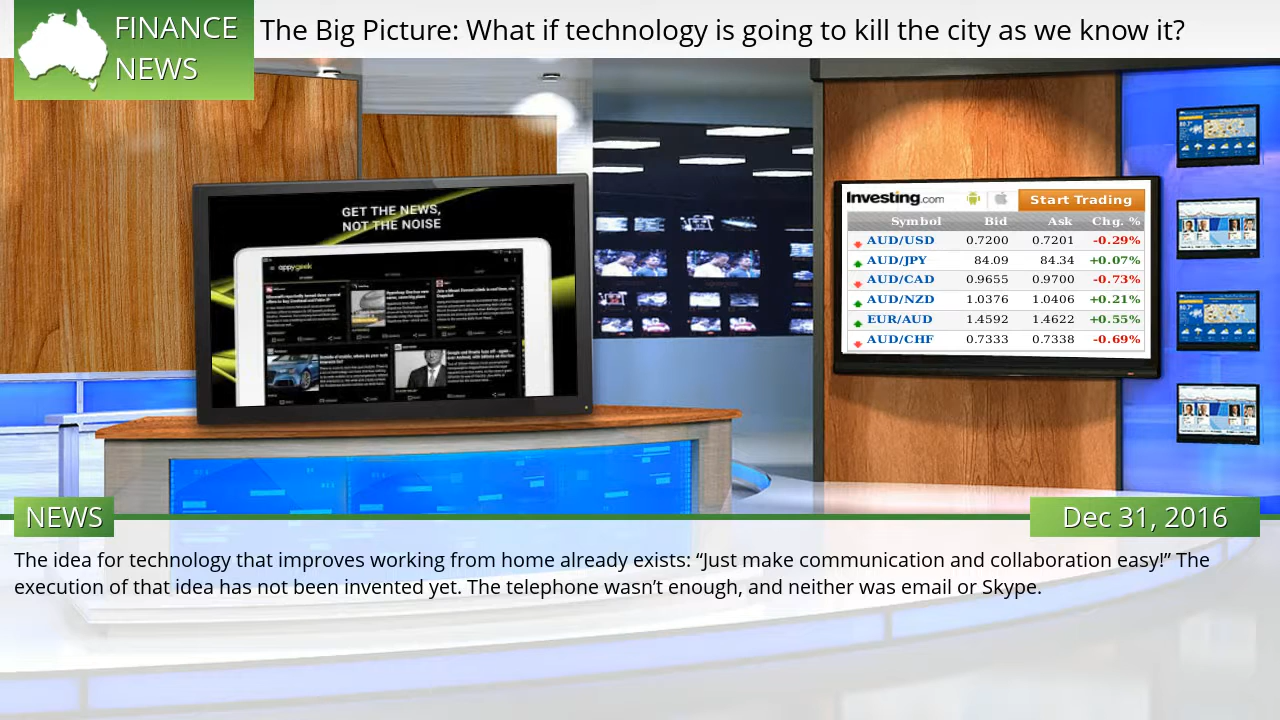 FINANCE
NEWS
The Big Picture: What if technology is going to kill the city as we know it?
GET THE NEWS,
NOT THE NOISE
appygeek
Investing.com
Start Trading
Symbol Bid Ask Chg. %
AUD/USD 0.7200 0.7201 -0.29%
AUD/JPY 84.09 84.34 +0.07%
AUD/CAD 0.9655 0.9700 -0.73%
AUD/NZD 1.0370 1.0406 +0.21%
EUR/AUD 1.4592 1.4622 +0.55%
AUD/CHF 0.7333 0.7338 -0.69%
NEWS
Dec 31, 2016
The idea for technology that improves working from home already exists: “Just make communication and collaboration easy!” The
execution of that idea has not been invented yet. The telephone wasn’t enough, and neither was email or Skype.